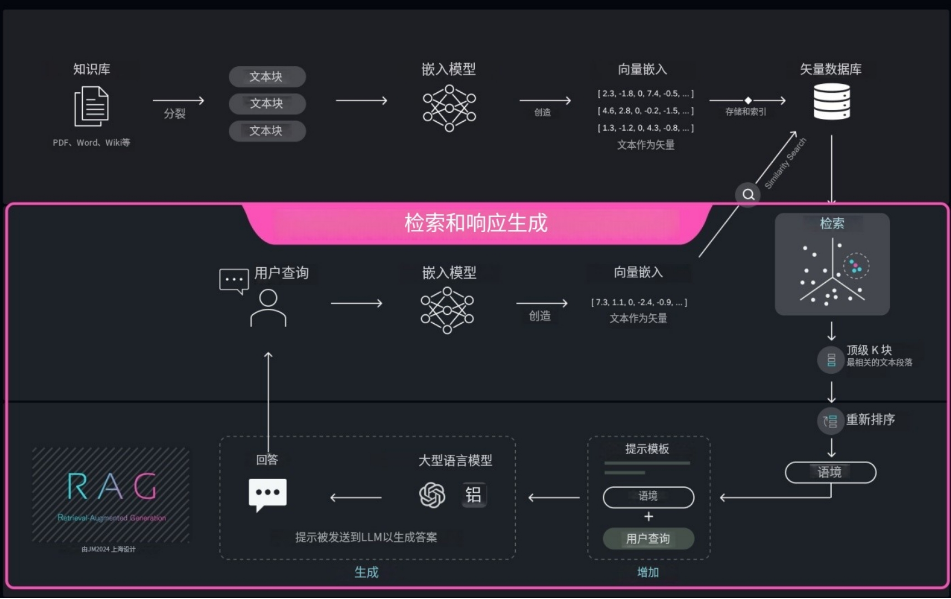 知识库
PDF、Word、Wiki等
分裂
文本块
文本块
文本块
嵌入模型
创造
向量嵌入
[ 2.3, -1.8, 0, 7.4, -0.5, ... ]
[ 4.6, 2.8, 0, -0.2, -1.5, ... ]
[ 1.3, -1.2, 0, 4.3, -0.8, ... ]
文本作为矢量
存储和索引
矢量数据库
Similarity Search
检索和响应生成
用户查询
嵌入模型
创造
向量嵌入
[ 7.3, 1.1, 0, -2.4, -0.9, ... ]
文本作为矢量
检索
顶级 K 块
最相关的文本段落
重新排序
语境
提示模板
语境
+
用户查询
增加
大型语言模型
铝
回答
提示被发送到LLM以生成答案
生成
RAG
Retrieval-Augmented Generation
由JM2024 上海设计